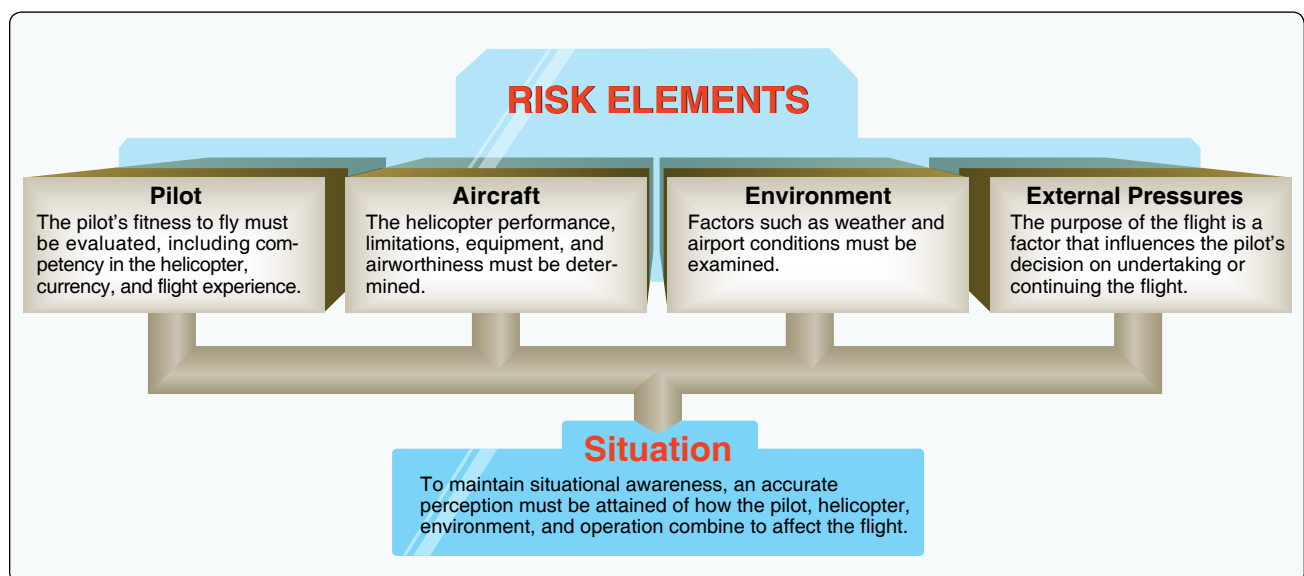 RISK ELEMENTS
Pilot
The pilot's fitness to fly must
be evaluated, including com-
petency in the helicopter,
currency, and flight experience.
Aircraft
The helicopter performance,
limitations, equipment, and
airworthiness must be deter-
mined.
Environment
Factors such as weather and
airport conditions must be
examined.
External Pressures
The purpose of the flight is a
factor that influences the pilot's
decision on undertaking or
continuing the flight.
Situation
To maintain situational awareness, an accurate
perception must be attained of how the pilot, helicopter,
environment, and operation combine to affect the flight.